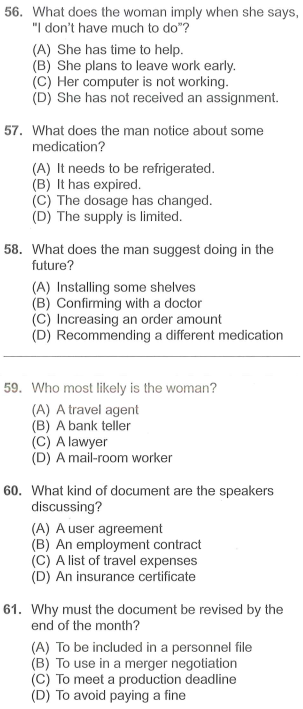 56. What does the woman imply when she says,
"I don't have much to do"?
(A) She has time to help.
(B) She plans to leave work early.
(C) Her computer is not working.
(D) She has not received an assignment.
57. What does the man notice about some
medication?
(A) It needs to be refrigerated.
(B) It has expired.
(C) The dosage has changed.
(D) The supply is limited.
58. What does the man suggest doing in the
future?
(A) Installing some shelves
(B) Confirming with a doctor
(C) Increasing an order amount
(D) Recommending a different medication
59. Who most likely is the woman?
(A) A travel agent
(B) A bank teller
(C) A lawyer
(D) A mail-room worker
60. What kind of document are the speakers
discussing?
(A) A user agreement
(B) An employment contract
(C) A list of travel expenses
(D) An insurance certificate
61. Why must the document be revised by the
end of the month?
(A) To be included in a personnel file
(B) To use in a merger negotiation
(C) To meet a production deadline
(D) To avoid paying a fine